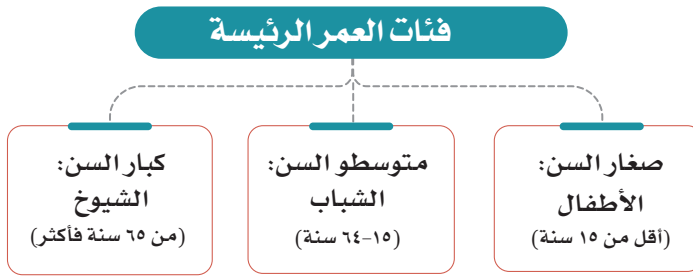 فئات العمر الرئيسة
صغار السن:
الأطفال
(أقل من ١٥ سنة)
متوسطو السن:
الشباب
(١٥-٦٤ سنة)
كبار السن:
الشيوخ
(من ٦٥ سنة فأكثر)